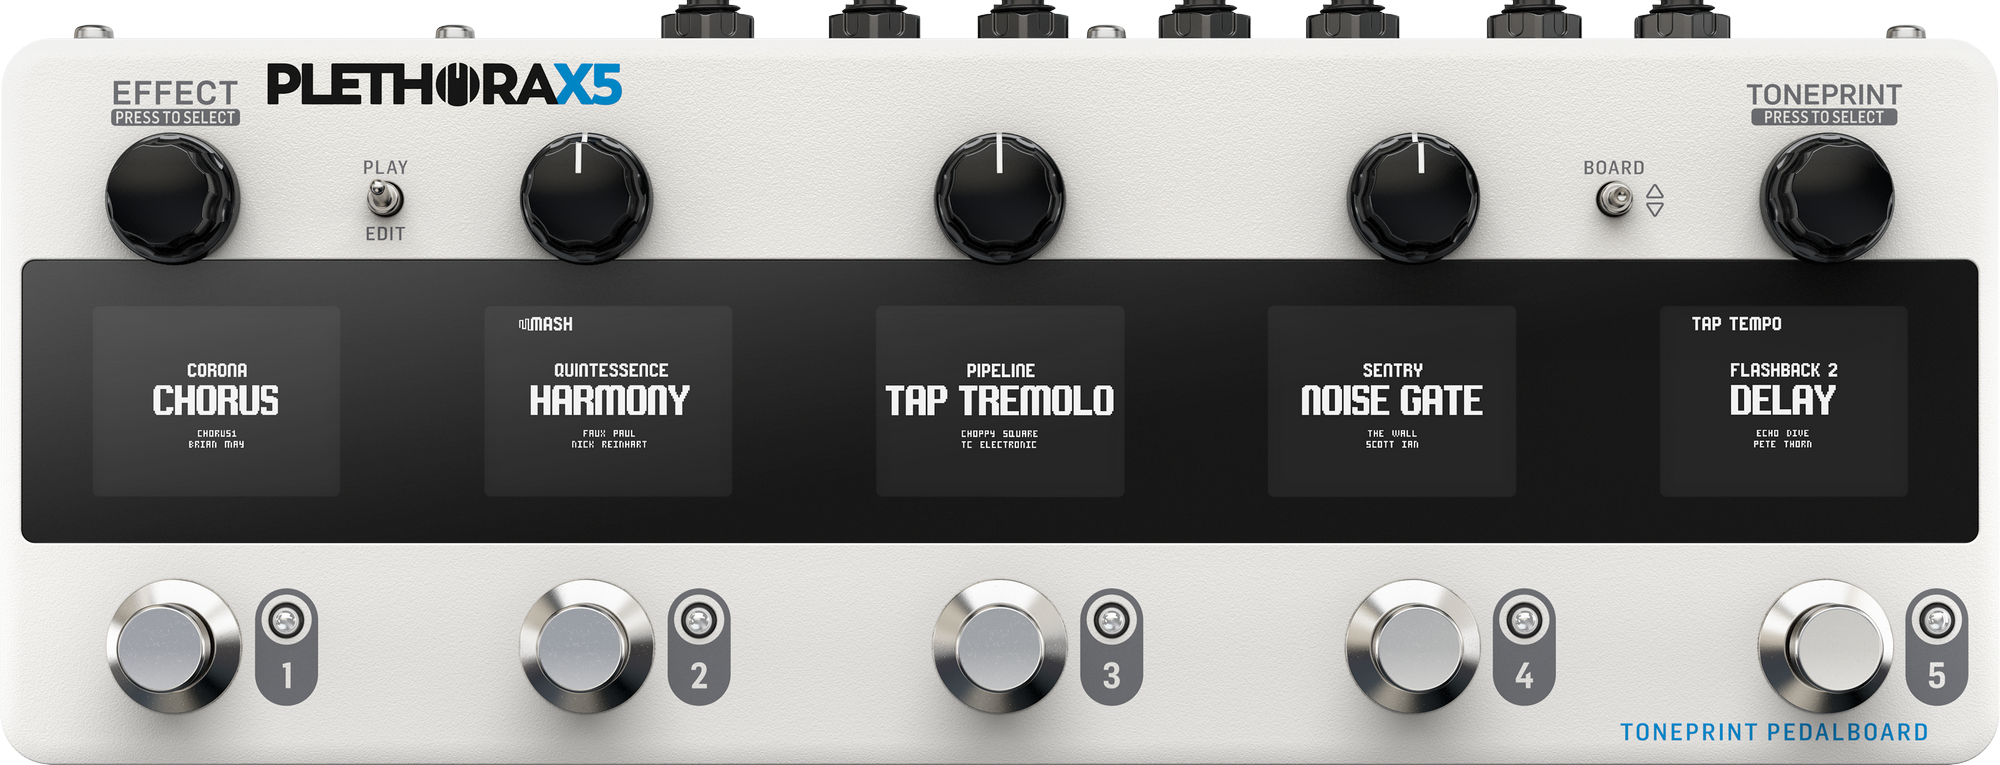 EFFECT
PRESS TO SELECT
PLETHORAX5
TONEPRINT
PRESS TO SELECT
PLAY
EDIT
BOARD
CORONA
CHORUS
CHORUS1
BRIAN MAY
MASH
QUINTESSENCE
HARMONY
FAUX PAUL
NICK REINHART
PIPELINE
TAP TREMOLO
CHOPPY SQUARE
TC ELECTRONIC
SENTRY
NOISE GATE
THE WALL
SCOTT IAN
TAP TEMPO
FLASHBACK 2
DELAY
ECHO DIVE
PETE THORN
1
2
3
4
5
TONEPRINT PEDALBOARD